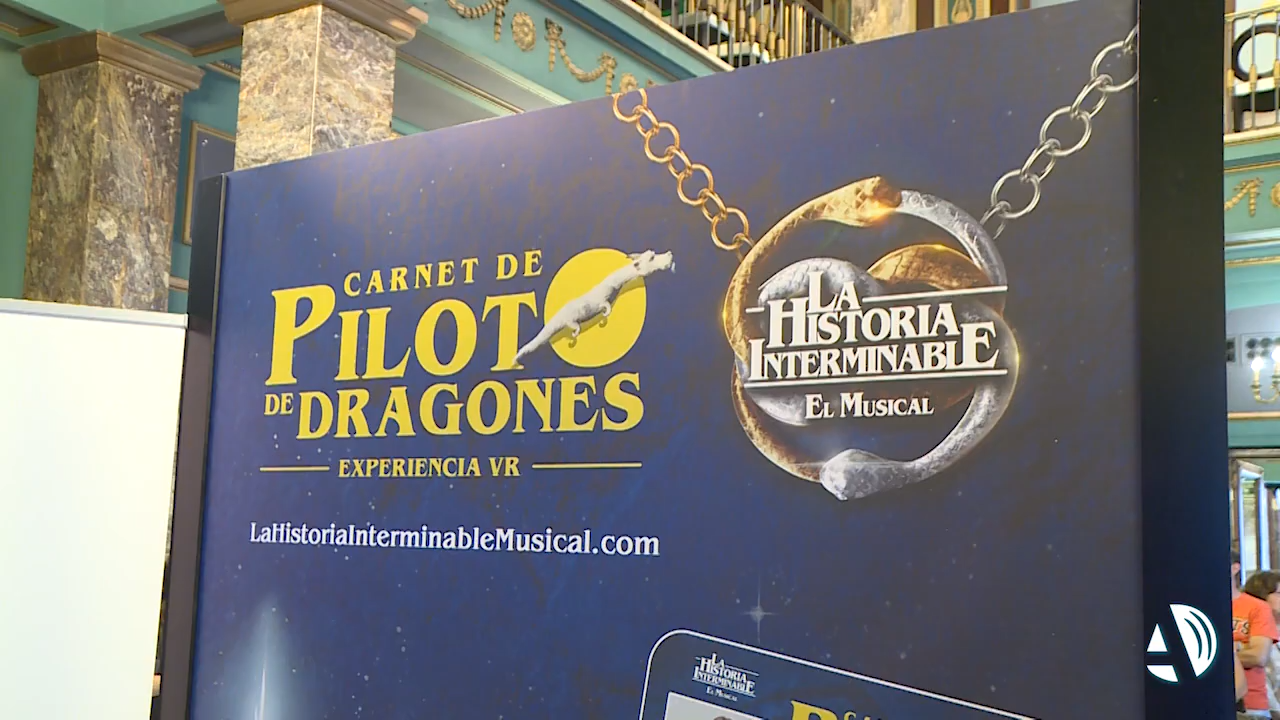 CARNET DE
PILOTO
DE DRAGONES
EXPERIENCIA VR
LaHistoriaInterminableMusical.com
LA
HISTORIA
INTERMINABLE
EL MUSICAL
LA
HISTORIA
INTERMINABLE
EL MUSICAL